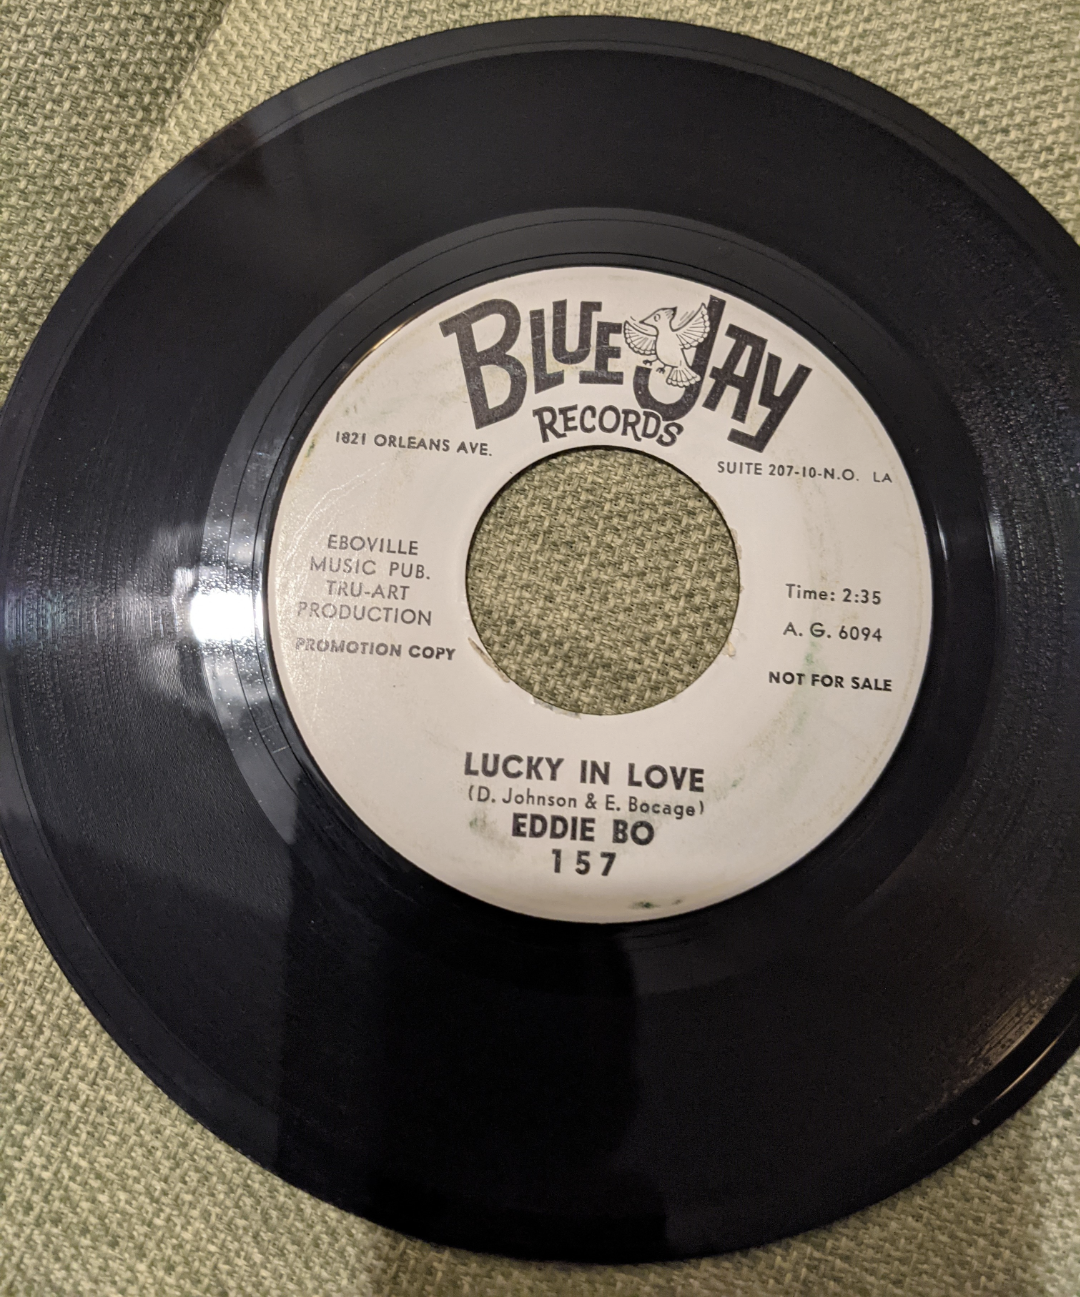 BLUE JAY
RECORDS
1821 ORLEANS AVE.
SUITE 207-10-N.O. LA
EBOVILLE
MUSIC PUB.
TRU-ART
PRODUCTION
PROMOTION COPY
Time: 2:35
A. G. 6094
NOT FOR SALE
LUCKY IN LOVE
(D. Johnson & E. Bocage)
EDDIE BO
157